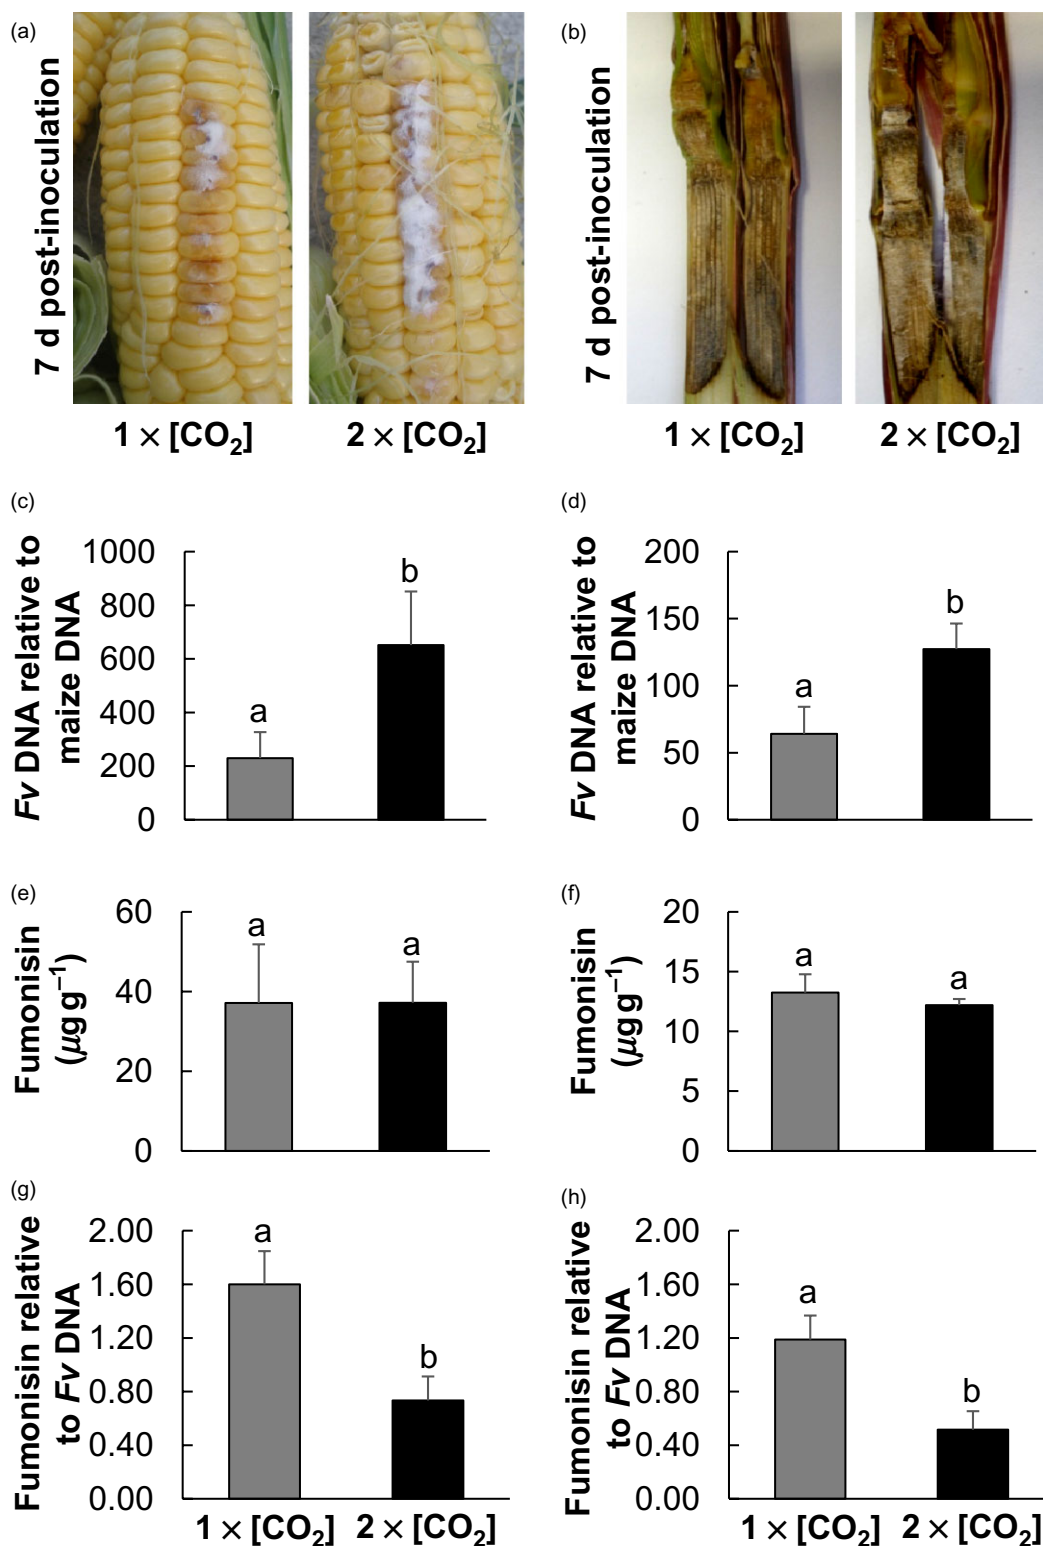 (a)
7 d post-inoculation
1 × [CO₂]
2 × [CO₂]
(b)
7 d post-inoculation
1 × [CO₂]
2 × [CO₂]
(c)
Fv DNA relative to
maize DNA
1000
800
600
400
200
0
a
b
(d)
Fv DNA relative to
maize DNA
200
150
100
50
0
a
b
(e)
Fumonisin
(μg g⁻¹)
60
40
20
0
a
a
(f)
Fumonisin
(μg g⁻¹)
20
15
10
5
0
a
a
(g)
Fumonisin relative
to Fv DNA
2.00
1.60
1.20
0.80
0.40
0.00
a
b
1 × [CO₂]
2 × [CO₂]
(h)
Fumonisin relative
to Fv DNA
2.00
1.60
1.20
0.80
0.40
0.00
a
b
1 × [CO₂]
2 × [CO₂]